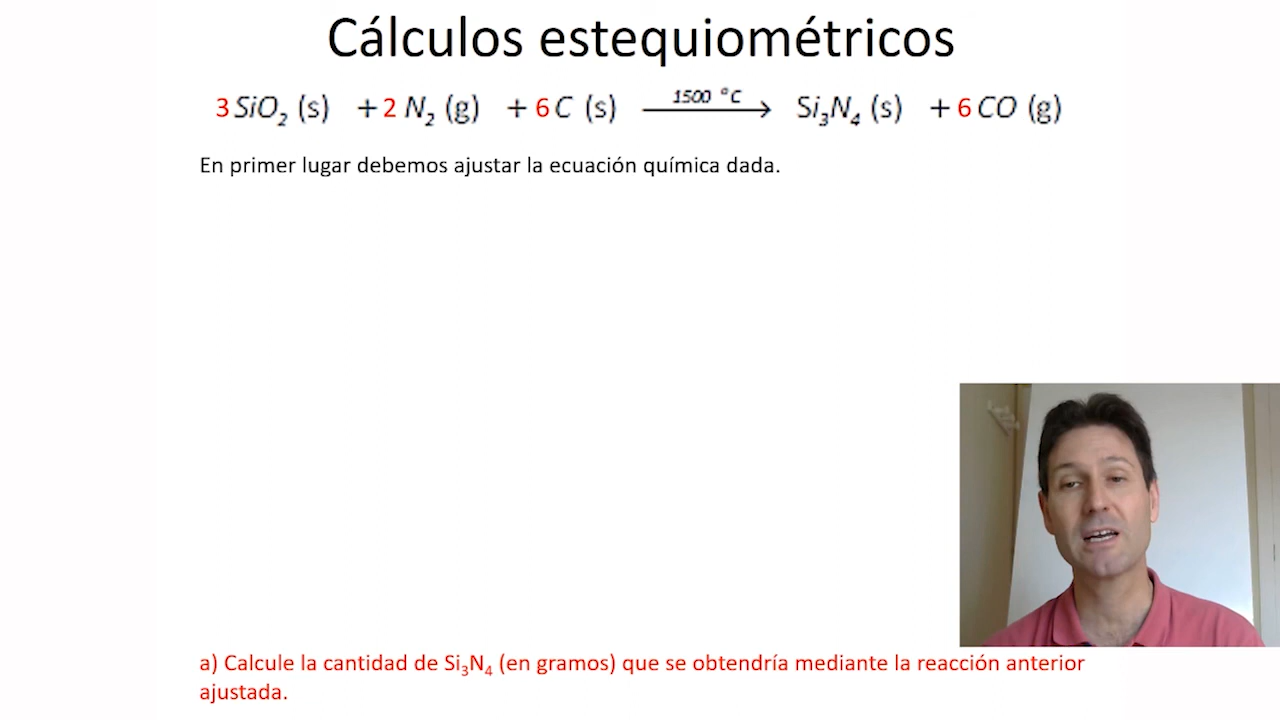 Cálculos estequiométricos
3 SiO₂ (s) + 2 N₂ (g) + 6 C (s) 1500 °C → Si₃N₄ (s) + 6 CO (g)
En primer lugar debemos ajustar la ecuación química dada.
a) Calcule la cantidad de Si₃N₄ (en gramos) que se obtendría mediante la reacción anterior
ajustada.